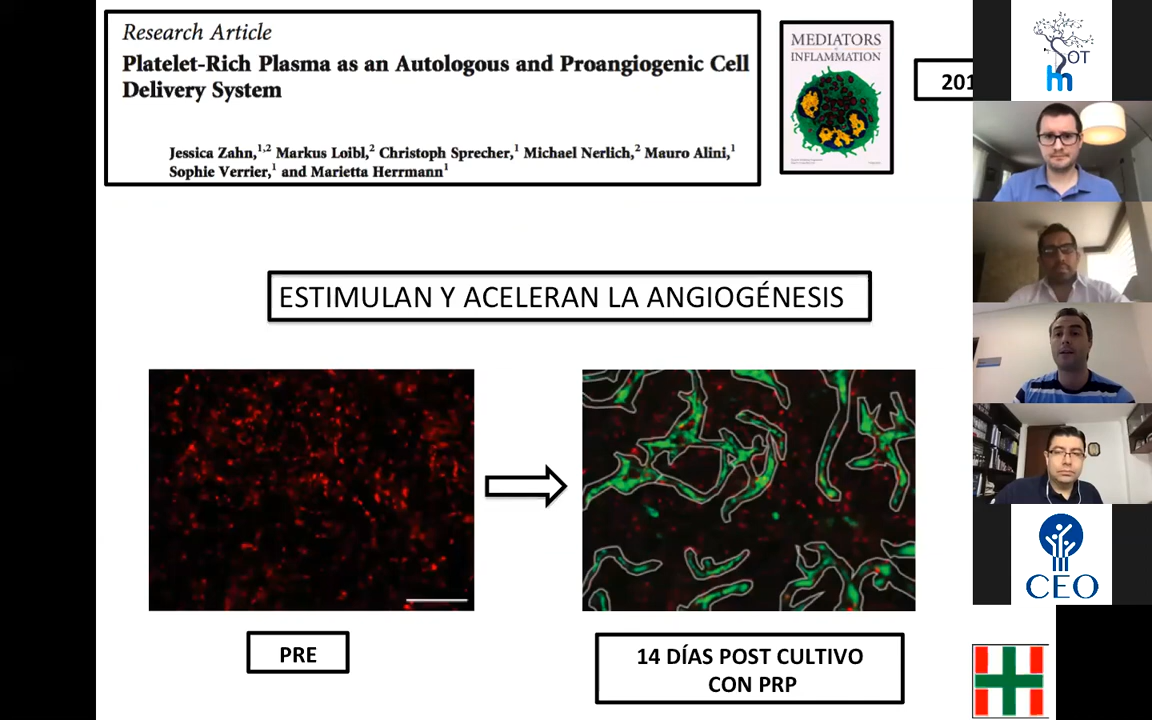 Research Article
Platelet-Rich Plasma as an Autologous and Proangiogenic Cell
Delivery System
Jessica Zahn,1,2 Markus Loibl,2 Christoph Sprecher,1 Michael Nerlich,2 Mauro Alini,1
Sophie Verrier,1 and Marietta Herrmann1
MEDIATORS
INFLAMMATION
201
SOT
hm
ESTIMULAN Y ACELERAN LA ANGIOGÉNESIS
PRE
14 DÍAS POST CULTIVO
CON PRP
CEO